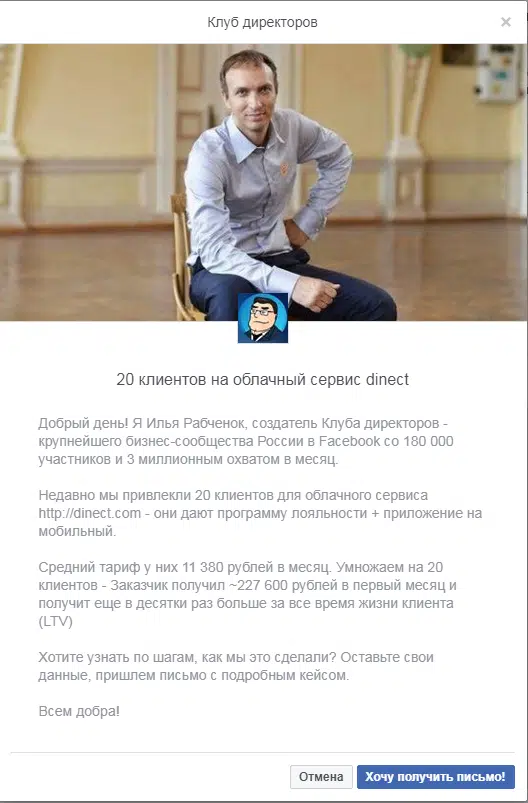 Клуб директоров ×
20 клиентов на облачный сервис dinect
Добрый день! Я Илья Рабченок, создатель Клуба директоров -
крупнейшего бизнес-сообщества России в Facebook со 180 000
участников и 3 миллионным охватом в месяц.
Недавно мы привлекли 20 клиентов для облачного сервиса
http://dinect.com - они дают программу лояльности + приложение на
мобильный.
Средний тариф у них 11 380 рублей в месяц. Умножаем на 20
клиентов - Заказчик получил ~227 600 рублей в первый месяц и
получит еще в десятки раз больше за все время жизни клиента
(LTV)
Хотите узнать по шагам, как мы это сделали? Оставьте свои
данные, пришлем письмо с подробным кейсом.
Всем добра!
Отмена Хочу получить письмо!